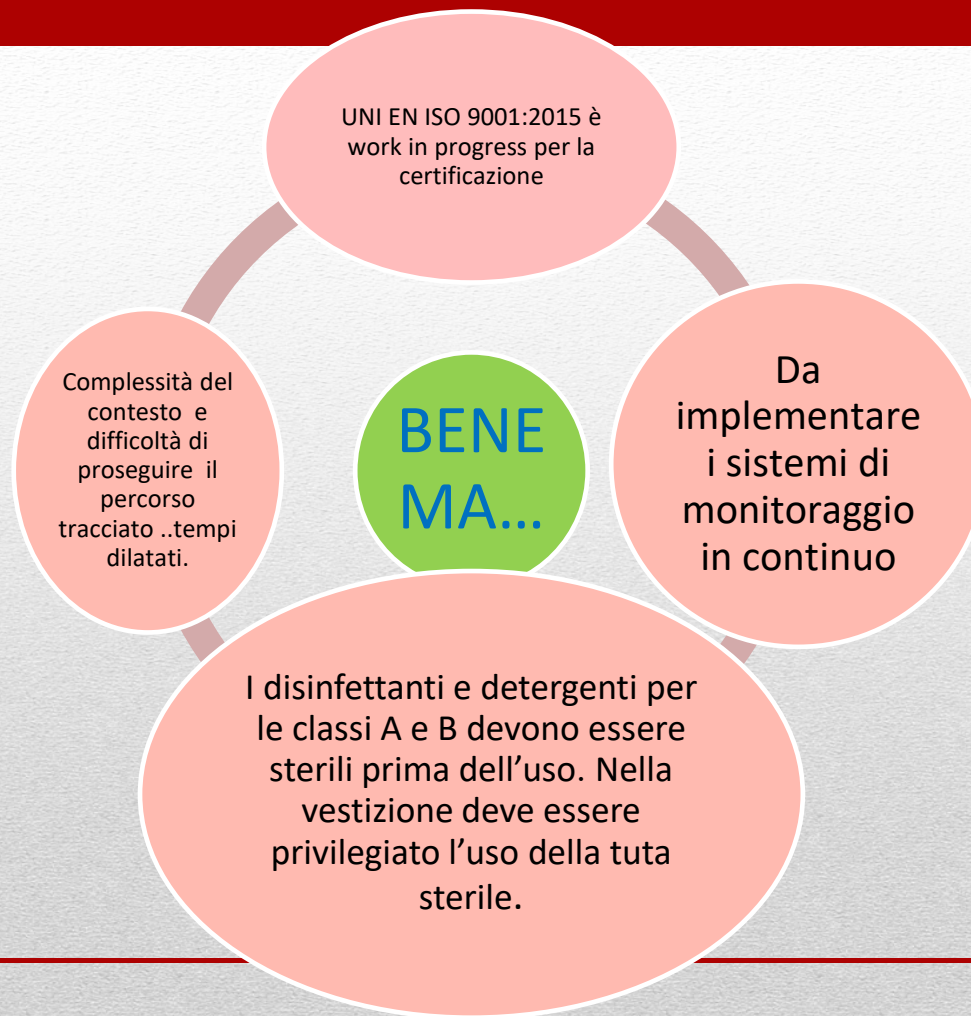 UNI EN ISO 9001:2015 è
work in progress per la
certificazione
Da
implementare
i sistemi di
monitoraggio
in continuo
I disinfettanti e detergenti per
le classi A e B devono essere
sterili prima dell’uso. Nella
vestizione deve essere
privilegiato l’uso della tuta
sterile.
Complessità del
contesto e
difficoltà di
proseguire il
percorso
tracciato ..tempi
dilatati.
BENE
MA...